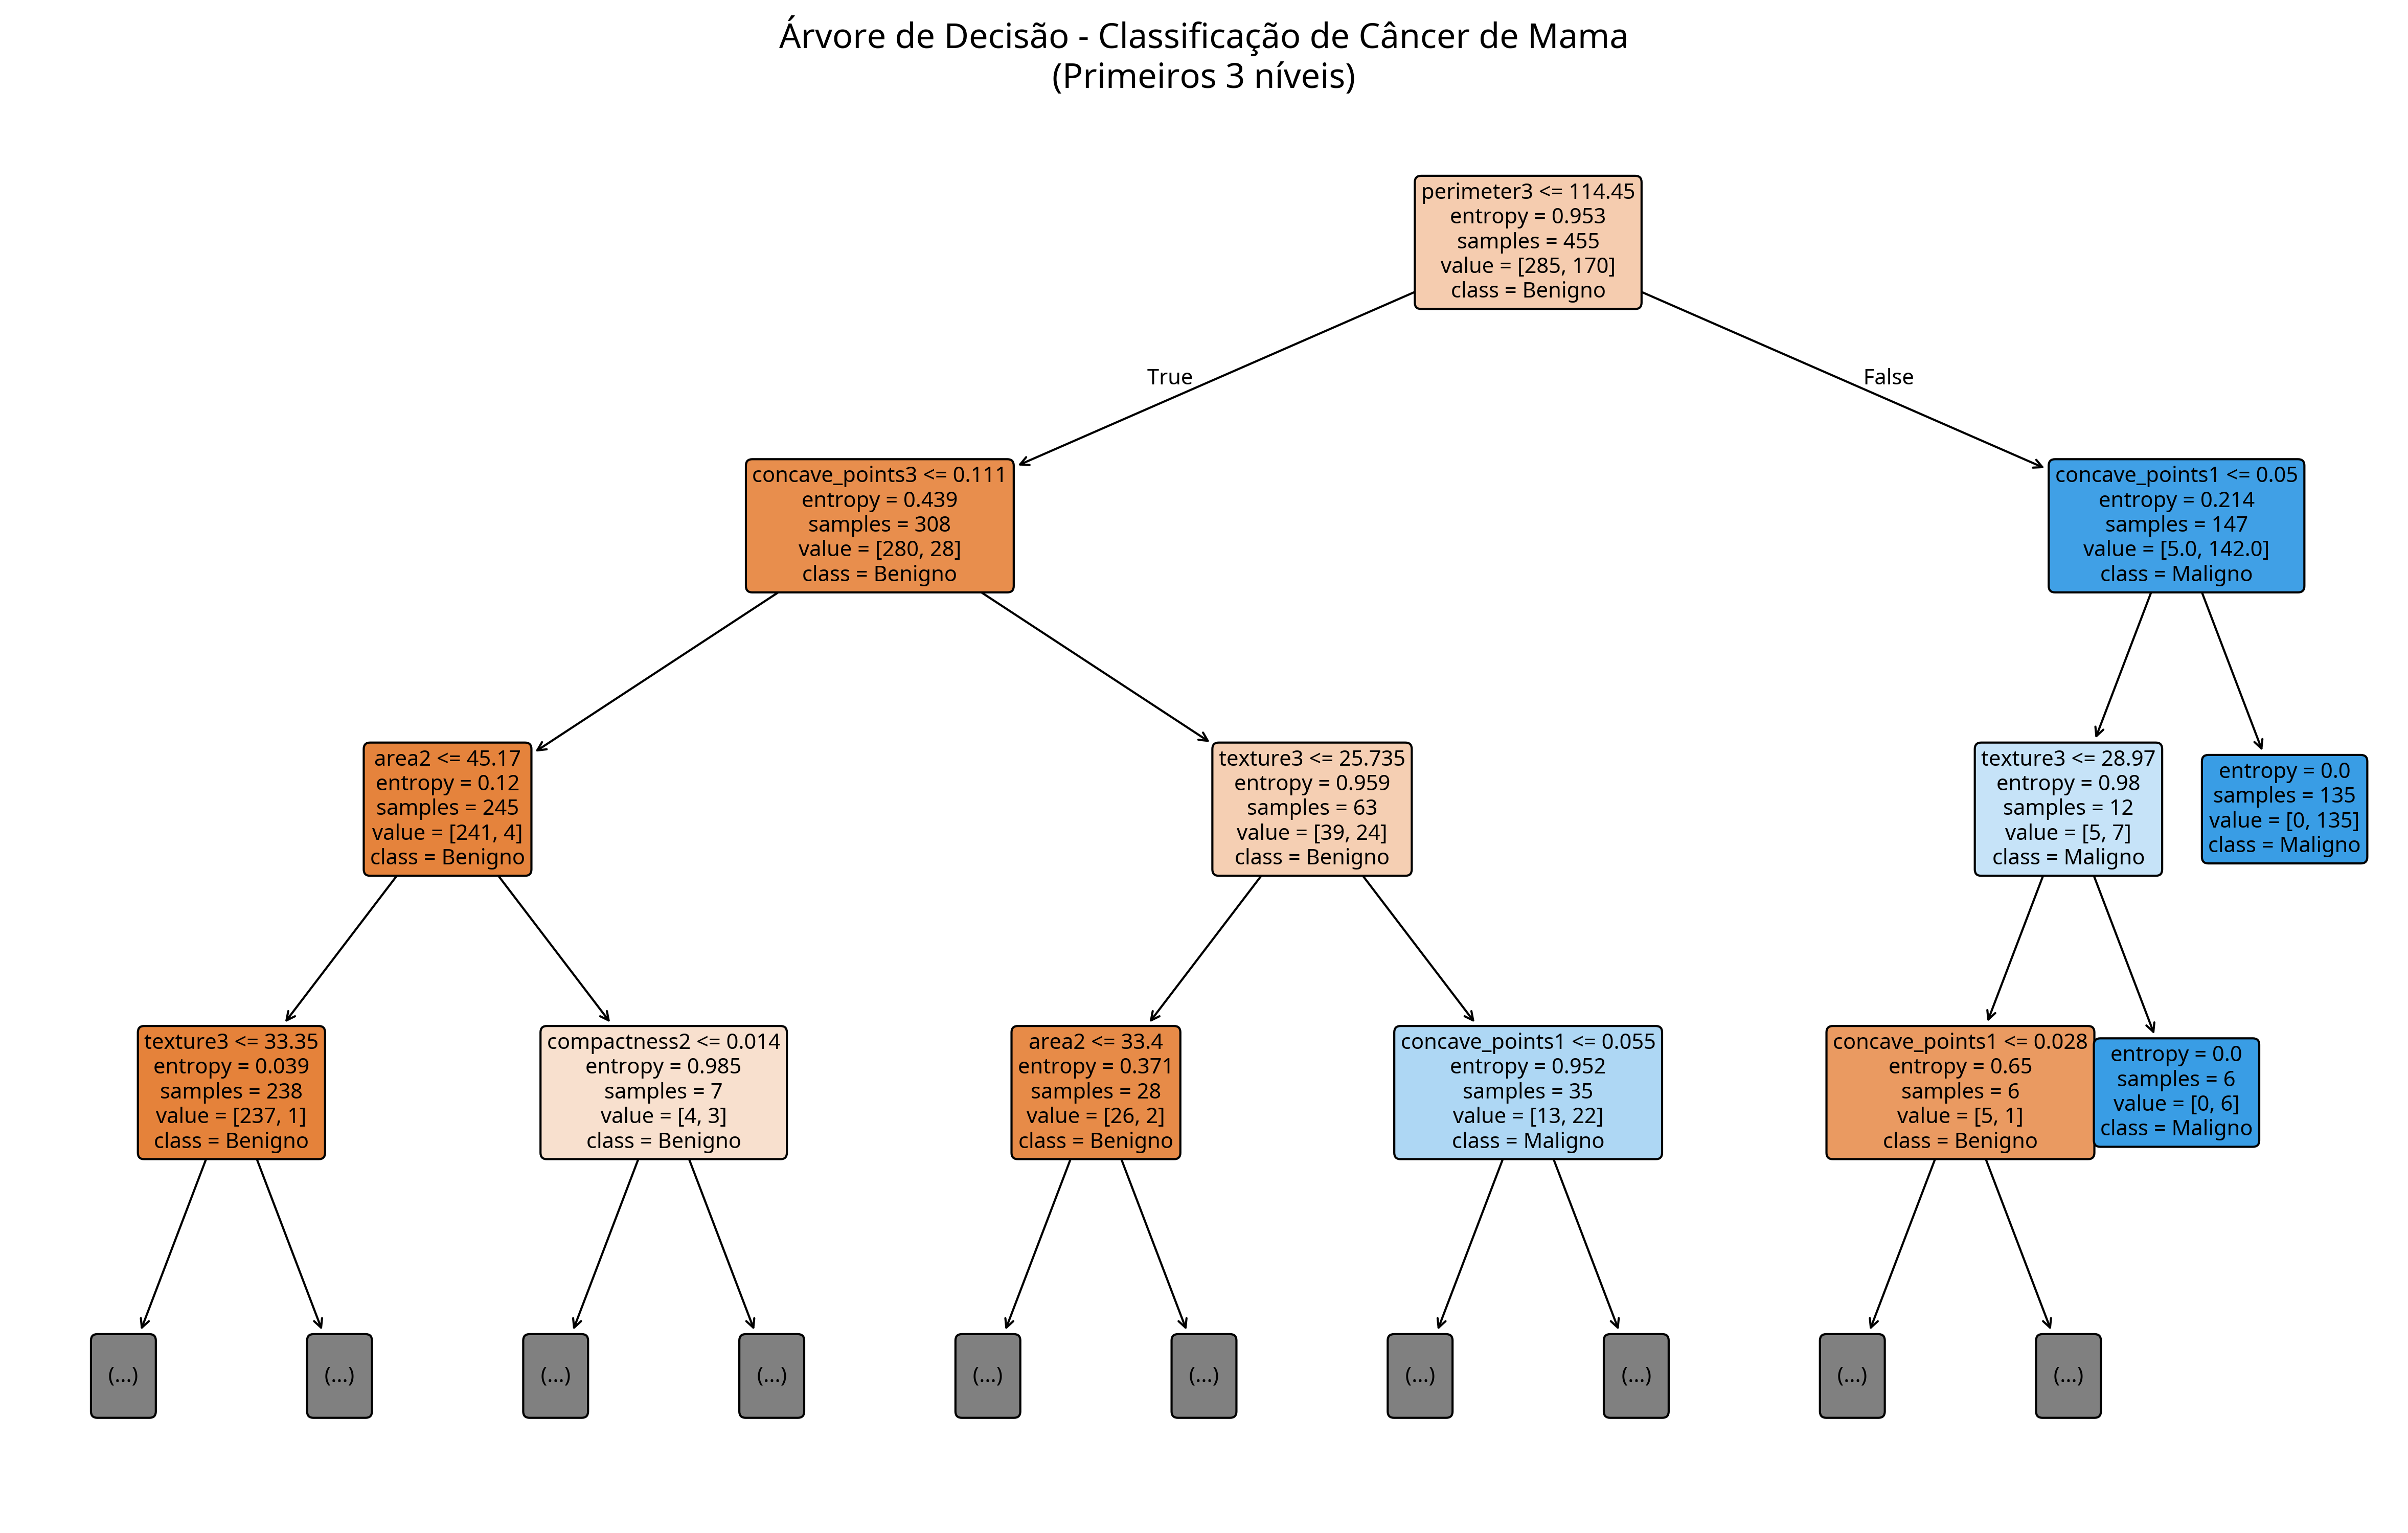 Árvore de Decisão - Classificação de Câncer de Mama
(Primeiros 3 níveis)
perimeter3 <= 114.45
entropy = 0.953
samples = 455
value = [285, 170]
class = Benigno
True
False
concave_points3 <= 0.111
entropy = 0.439
samples = 308
value = [280, 28]
class = Benigno
concave_points1 <= 0.05
entropy = 0.214
samples = 147
value = [5.0, 142.0]
class = Maligno
area2 <= 45.17
entropy = 0.12
samples = 245
value = [241, 4]
class = Benigno
texture3 <= 25.735
entropy = 0.959
samples = 63
value = [39, 24]
class = Benigno
texture3 <= 28.97
entropy = 0.98
samples = 12
value = [5, 7]
class = Maligno
entropy = 0.0
samples = 135
value = [0, 135]
class = Maligno
texture3 <= 33.35
entropy = 0.039
samples = 238
value = [237, 1]
class = Benigno
compactness2 <= 0.014
entropy = 0.985
samples = 7
value = [4, 3]
class = Benigno
area2 <= 33.4
entropy = 0.371
samples = 28
value = [26, 2]
class = Benigno
concave_points1 <= 0.055
entropy = 0.952
samples = 35
value = [13, 22]
class = Maligno
concave_points1 <= 0.028
entropy = 0.65
samples = 6
value = [5, 1]
class = Benigno
entropy = 0.0
samples = 6
value = [0, 6]
class = Maligno
(...)
(...)
(...)
(...)
(...)
(...)
(...)
(...)
(...)
(...)